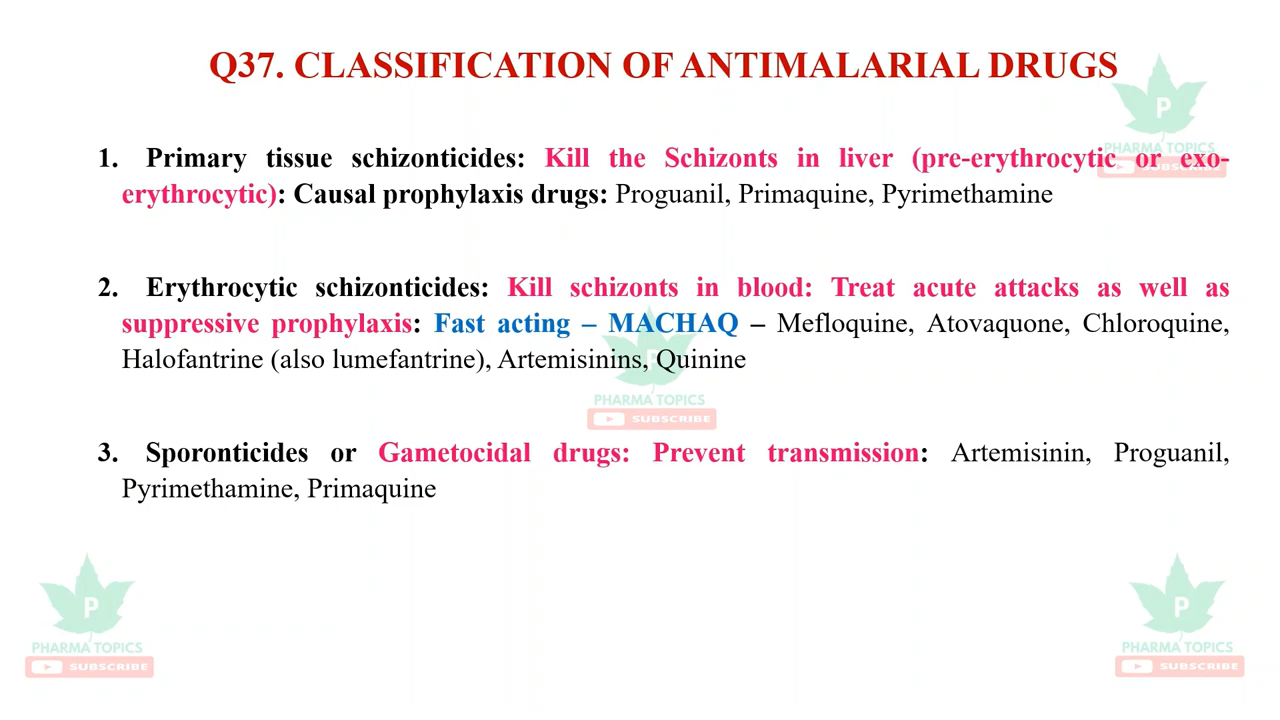 Q37. CLASSIFICATION OF ANTIMALARIAL DRUGS
P
PHARMA TOPICS
SUBSCRIBE
1. Primary tissue schizonticides: Kill the Schizonts in liver (pre-erythrocytic or exo-
erythrocytic): Causal prophylaxis drugs: Proguanil, Primaquine, Pyrimethamine
2. Erythrocytic schizonticides: Kill schizonts in blood: Treat acute attacks as well as
suppressive prophylaxis: Fast acting – MACHAQ – Mefloquine, Atovaquone, Chloroquine,
Halofantrine (also lumefantrine), Artemisinins, Quinine
P
PHARMA TOPICS
SUBSCRIBE
3. Sporonticides or Gametocidal drugs: Prevent transmission: Artemisinin, Proguanil,
Pyrimethamine, Primaquine
P
PHARMA TOPICS
SUBSCRIBE
P
PHARMA TOPICS
SUBSCRIBE